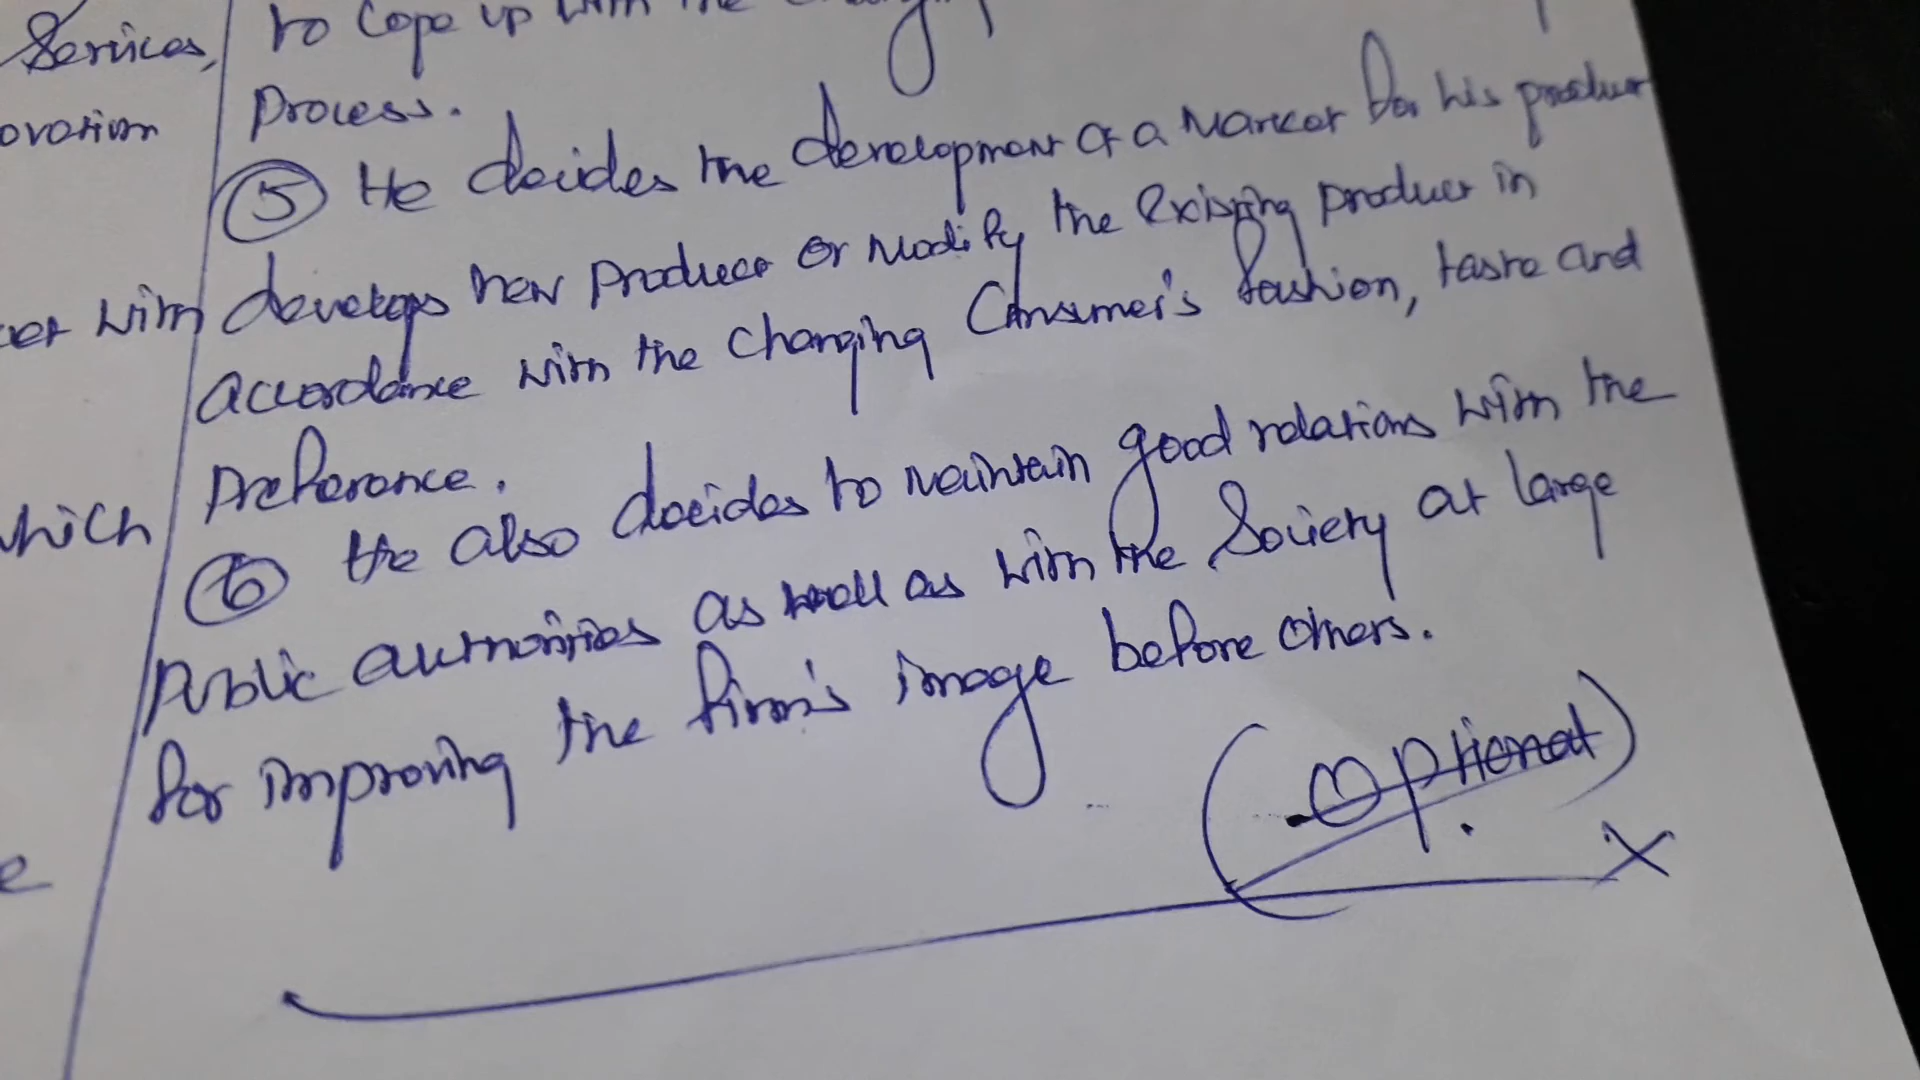 Services,
ovation
with
which
e
to cope up with the
process.
⑤ He decides the development of a market for his product
develops new product or modify the existing product in
accordance with the changing Consumer's fashion, taste and
preference.
⑥ He also decides to maintain good relations with the
public authorities as well as with the Society at large
for improving the firm's image before others.
(optional)
x